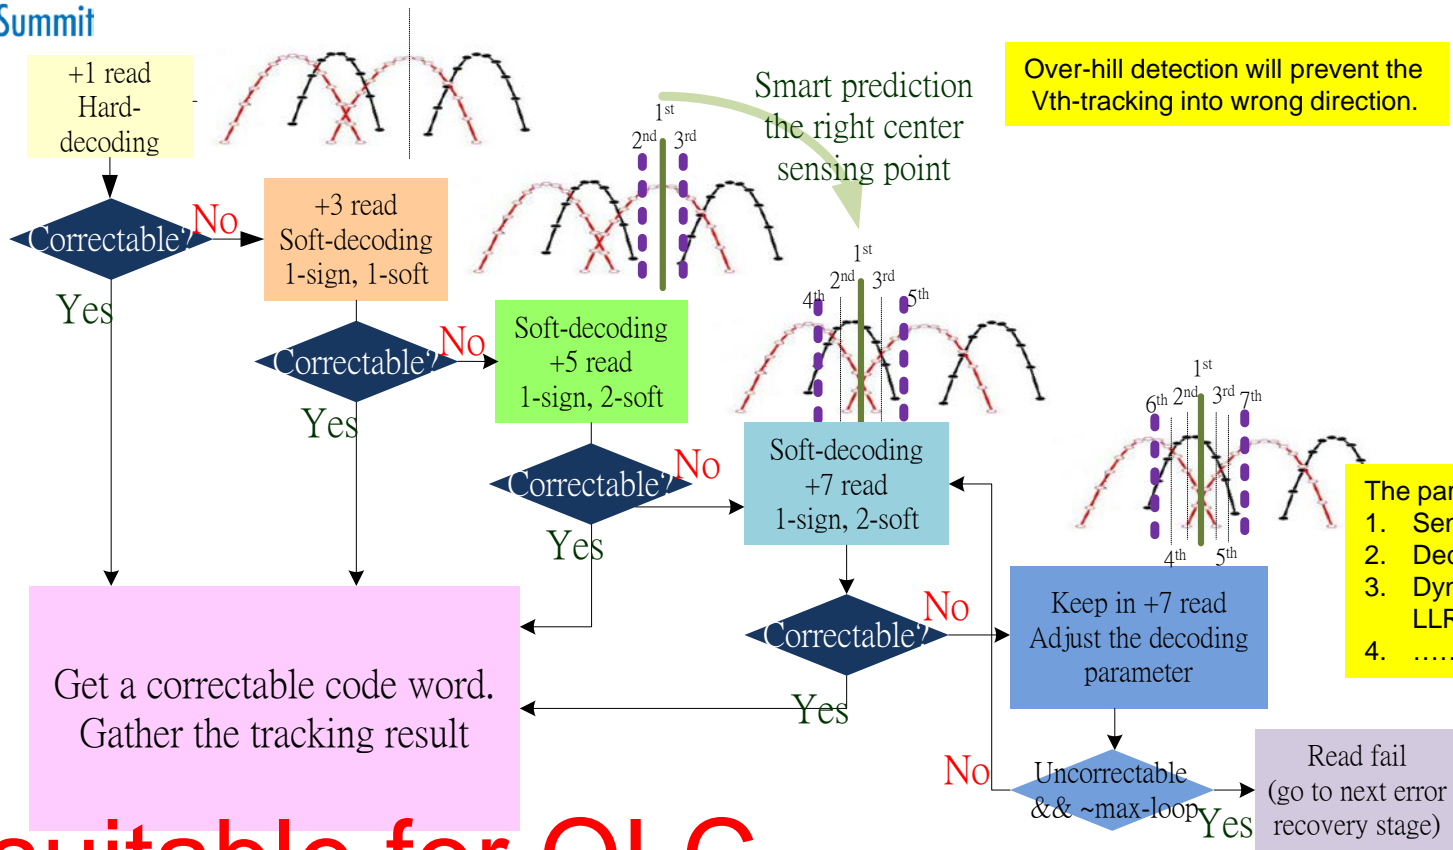 Summit
+1 read
Hard-
decoding
Over-hill detection will prevent the
Vth-tracking into wrong direction.
Smart prediction
the right center
sensing point
1st
2nd 3rd
Correctable?
No
Yes
+3 read
Soft-decoding
1-sign, 1-soft
Correctable?
No
Yes
Soft-decoding
+5 read
1-sign, 2-soft
1st
2nd 3rd
4th 5th
Correctable?
No
Yes
Soft-decoding
+7 read
1-sign, 2-soft
1st
6th 2nd 3rd 7th
4th 5th
Correctable?
No
Yes
Keep in +7 read
Adjust the decoding
parameter
The par
1. Sen
2. Dec
3. Dyn
LLR
4. .....
Get a correctable code word.
Gather the tracking result
Uncorrectable
&& ~max-loop
No
Yes
Read fail
(go to next error
recovery stage)
suitable for QLC